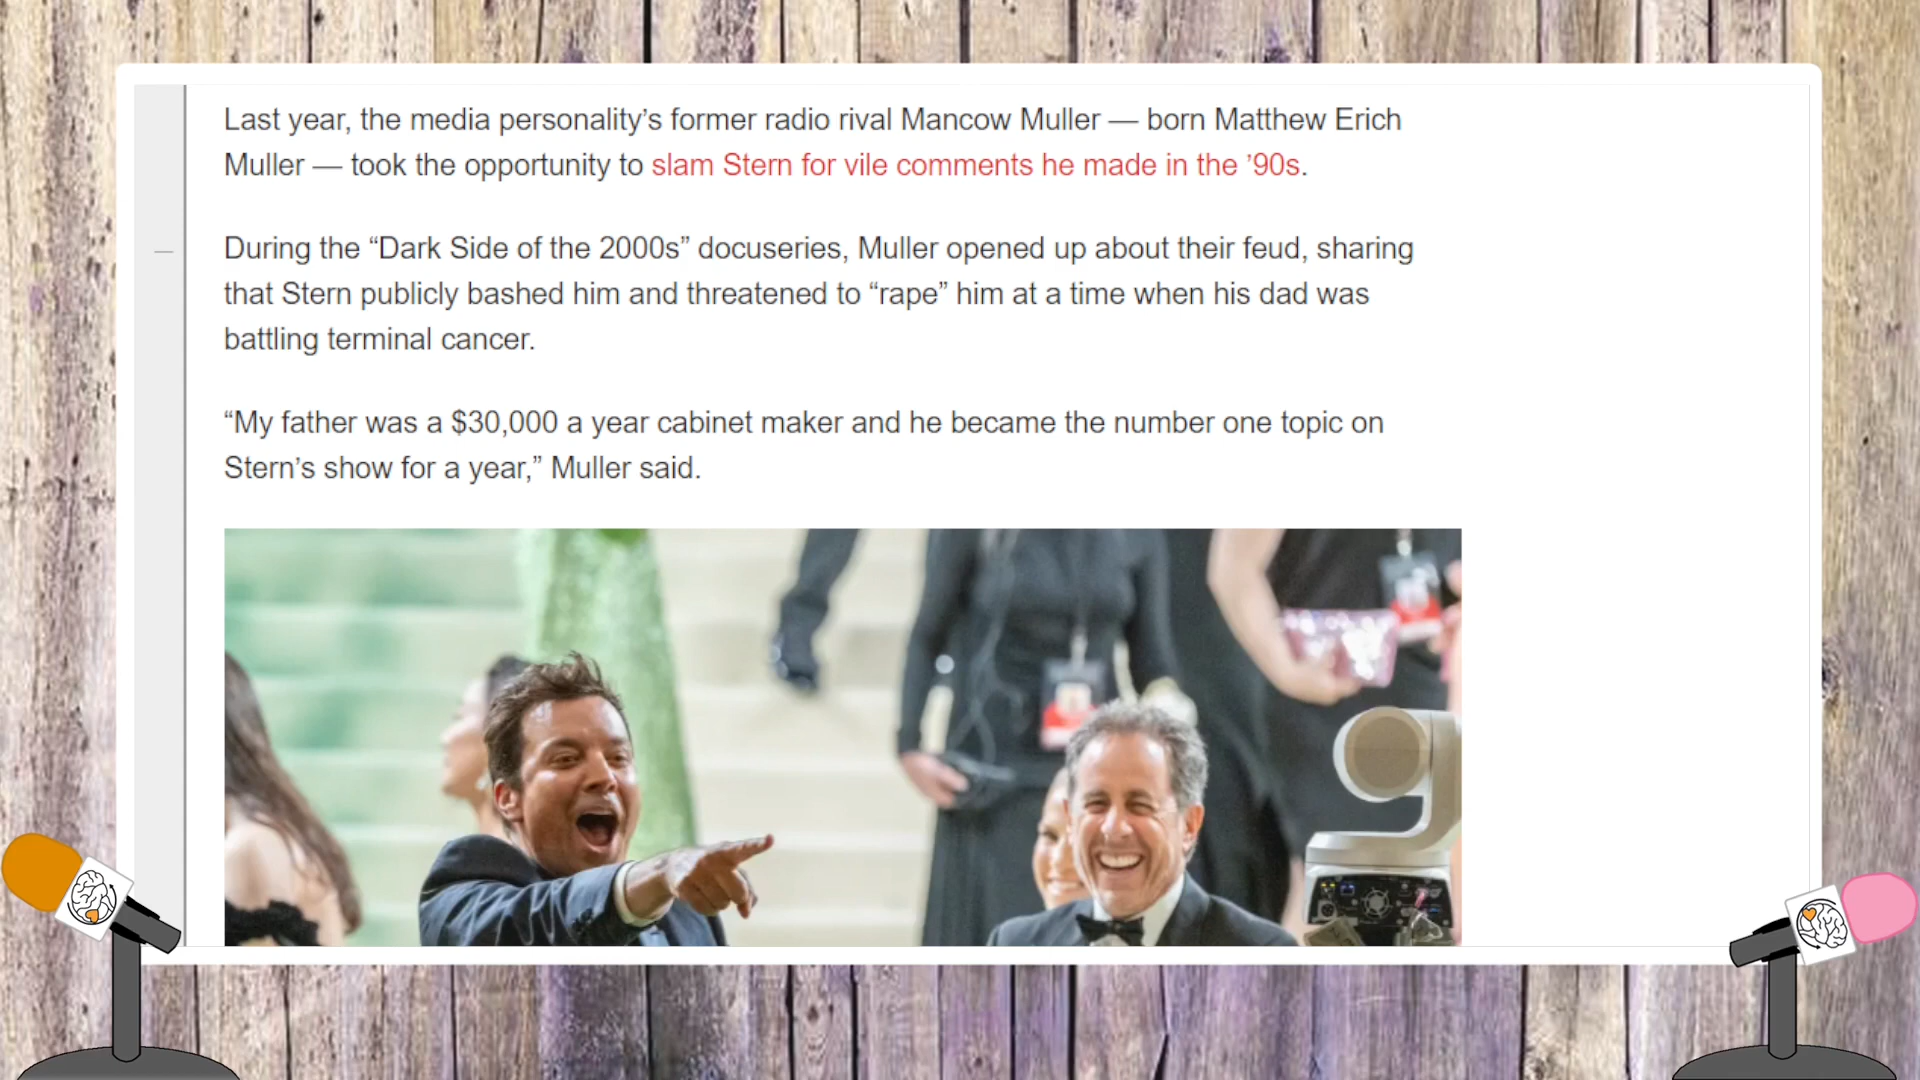 Last year, the media personality’s former radio rival Mancow Muller — born Matthew Erich
Muller — took the opportunity to slam Stern for vile comments he made in the ’90s.
During the “Dark Side of the 2000s” docuseries, Muller opened up about their feud, sharing
that Stern publicly bashed him and threatened to “rape” him at a time when his dad was
battling terminal cancer.
“My father was a $30,000 a year cabinet maker and he became the number one topic on
Stern’s show for a year,” Muller said.